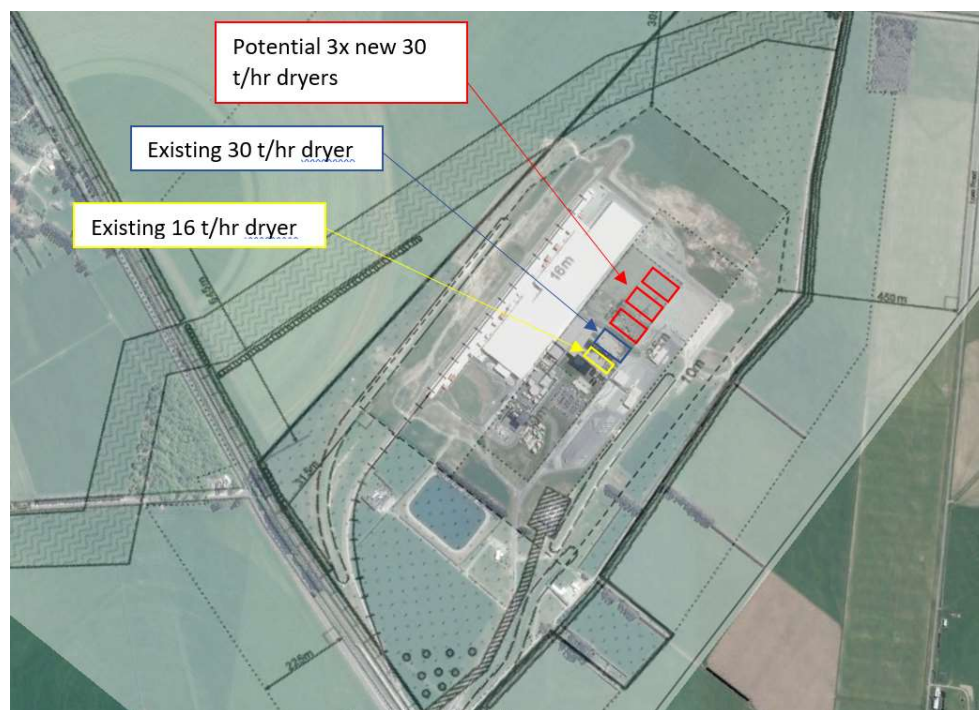 Potential 3x new 30
t/hr dryers
Existing 30 t/hr dryer
Existing 16 t/hr dryer
16m
10m
450m
315m
225m